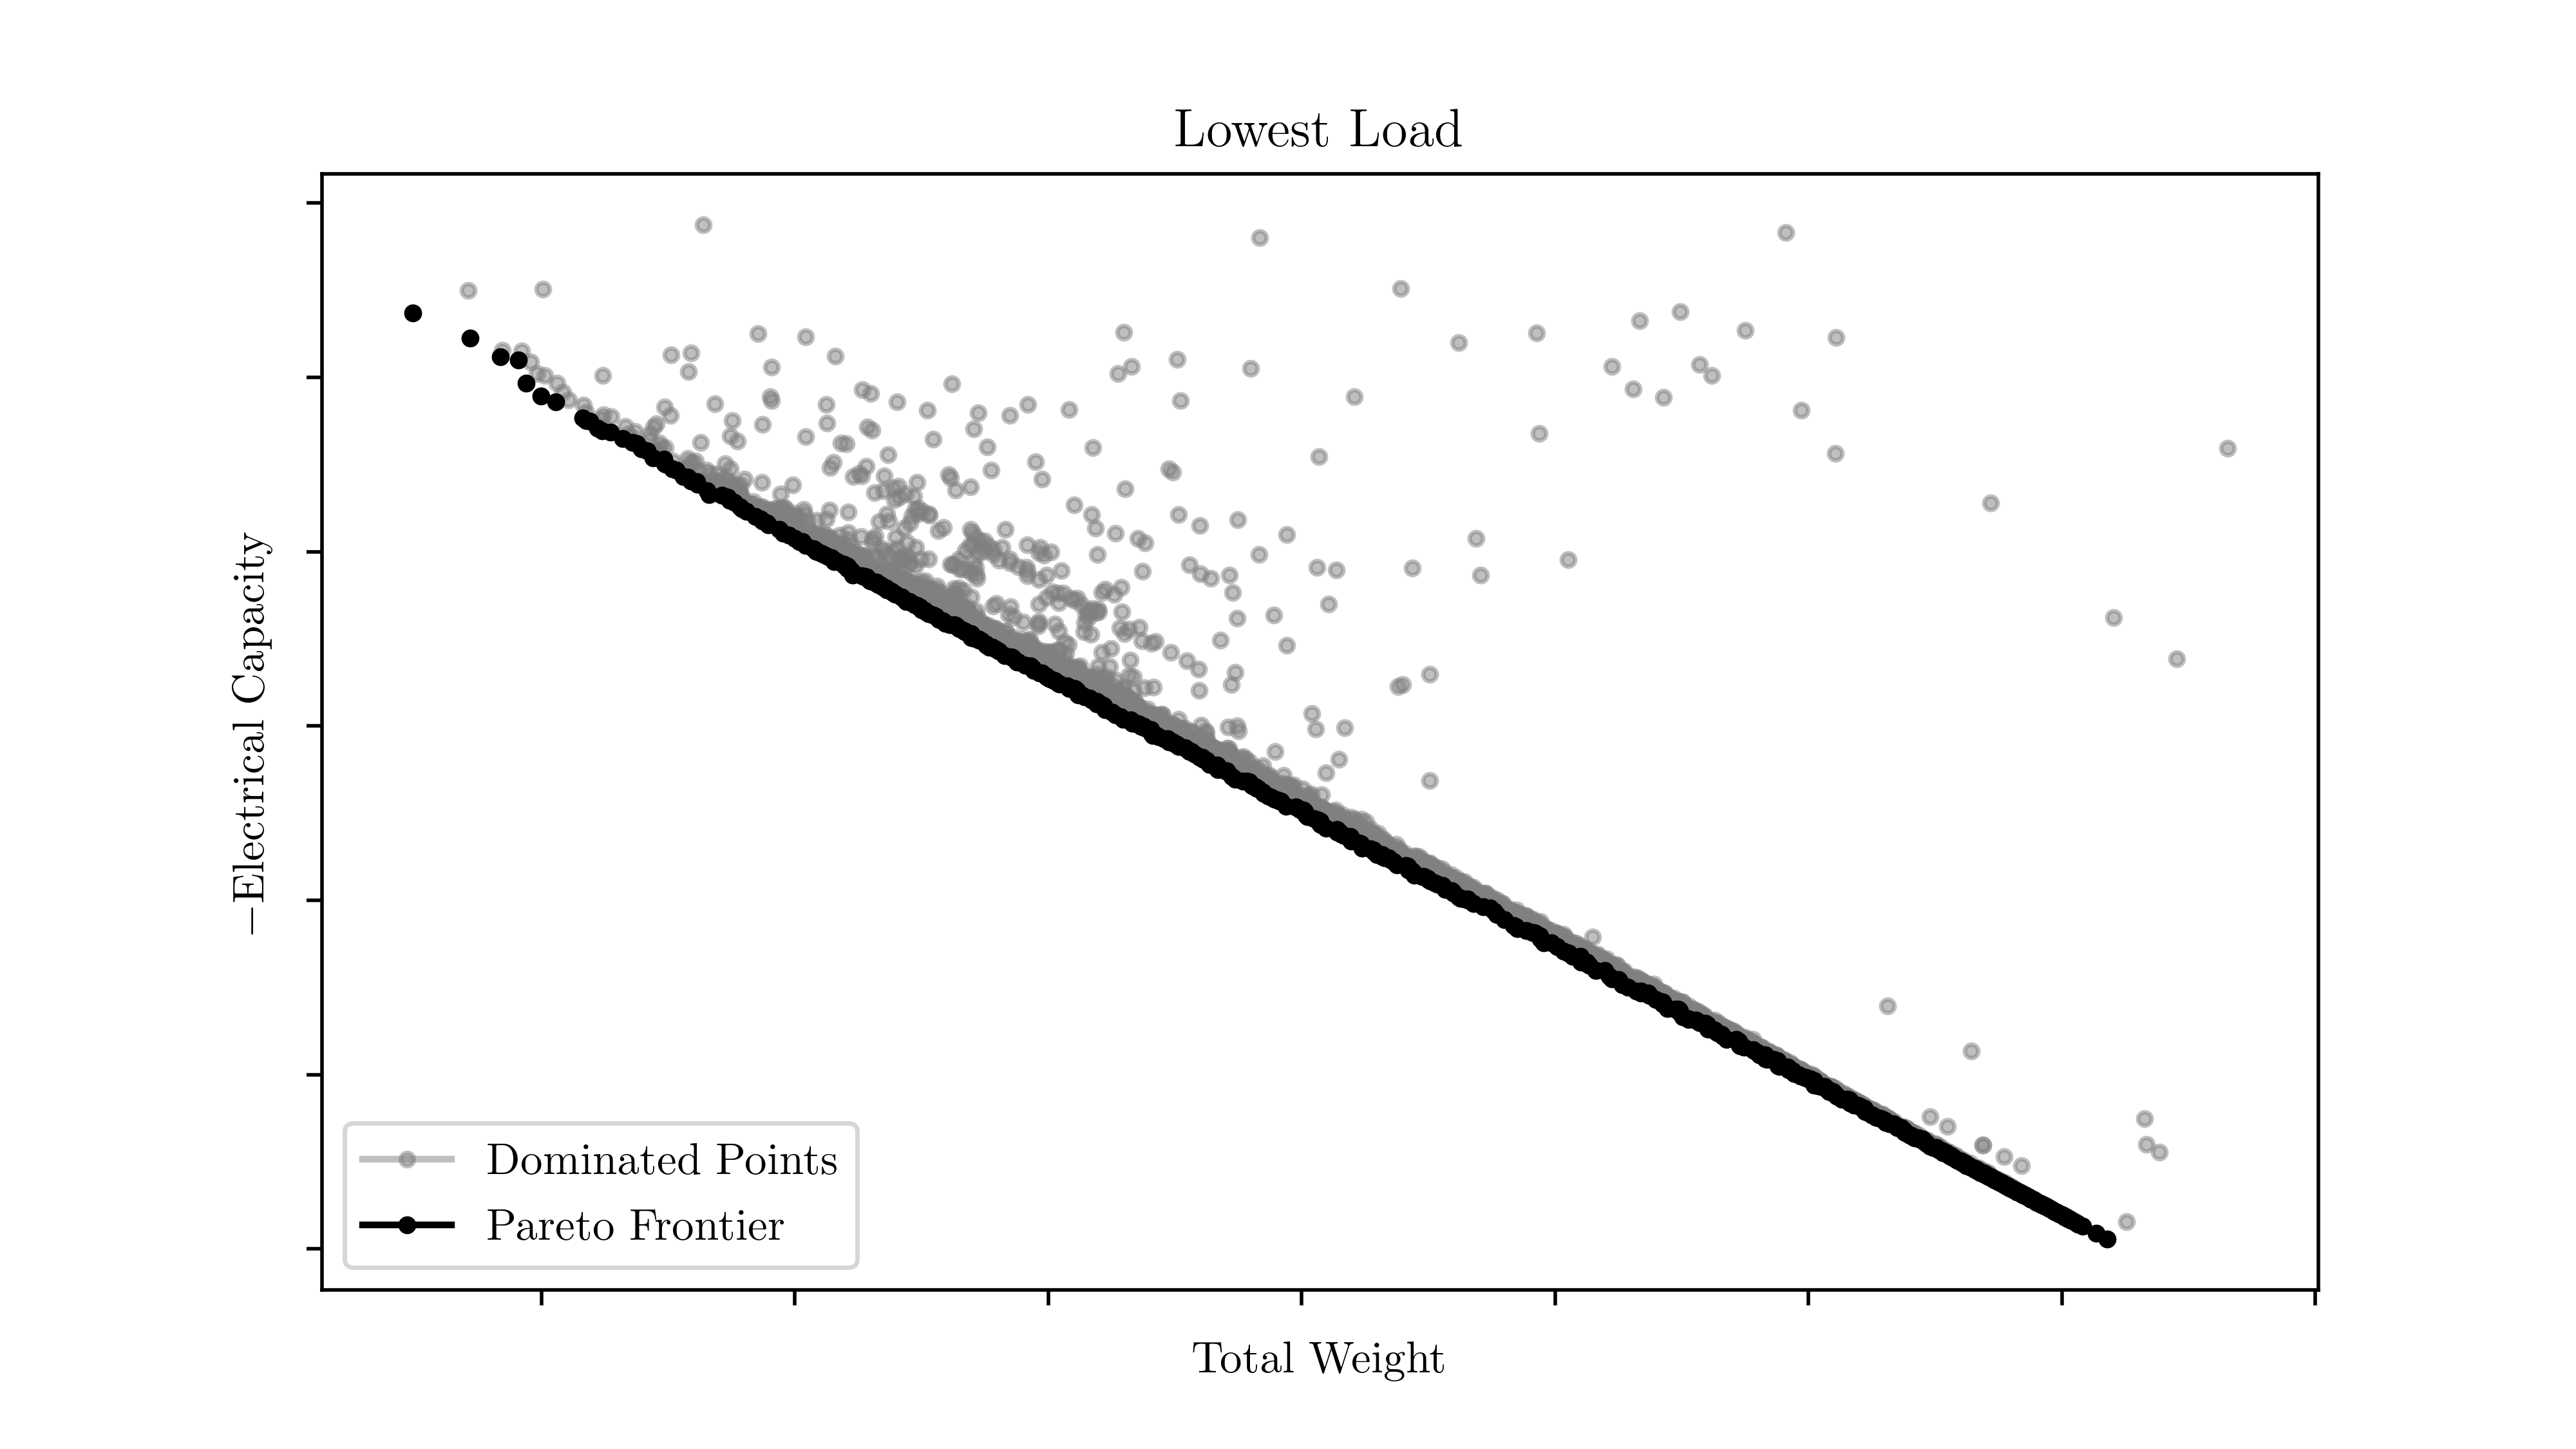 Lowest Load
−Electrical Capacity
Dominated Points
Pareto Frontier
Total Weight